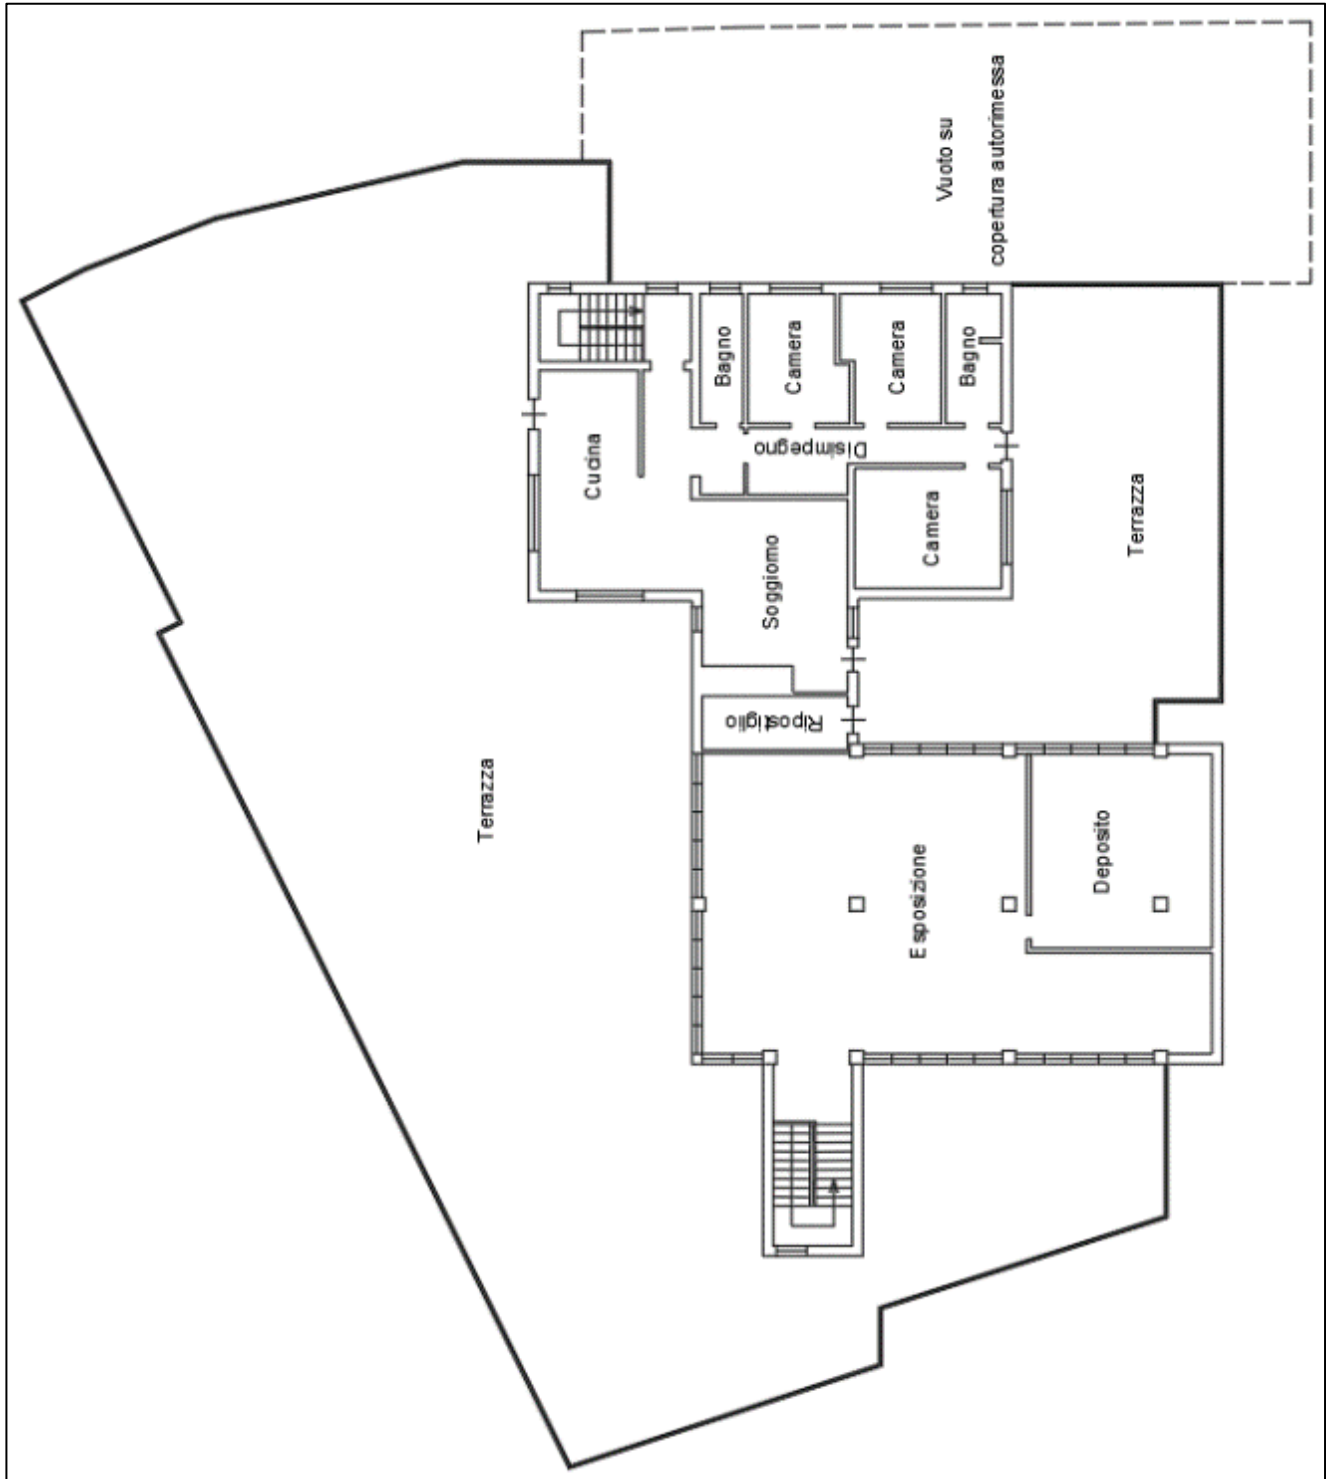 Vuoto su
copertura autorimessa
Bagno
Camera
Camera
Bagno
Disimpegno
Cucina
Camera
Terrazza
Soggiorno
Ripostiglio
Terrazza
Esposizione
Deposito